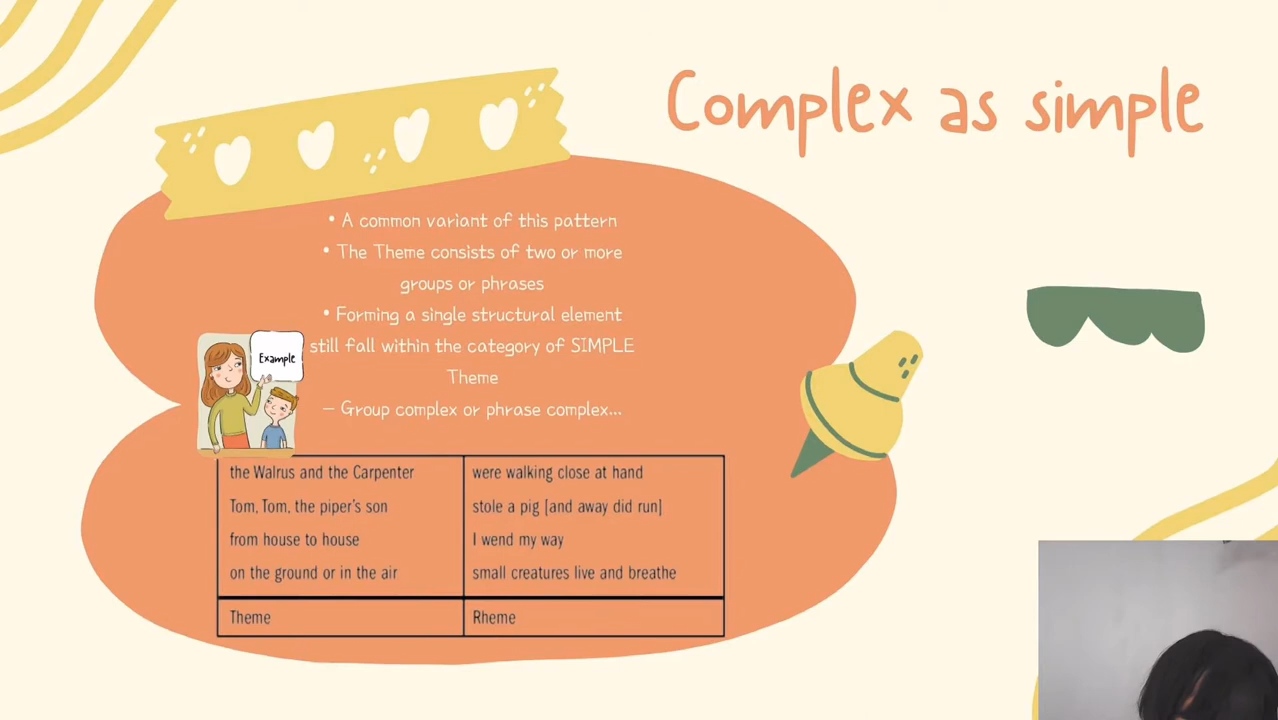 Complex as simple
• A common variant of this pattern
• The Theme consists of two or more
groups or phrases
• Forming a single structural element
still fall within the category of SIMPLE
Theme
– Group complex or phrase complex...
Example
the Walrus and the Carpenter were walking close at hand
Tom, Tom, the piper's son stole a pig [and away did run]
from house to house I wend my way
on the ground or in the air small creatures live and breathe
Theme Rheme